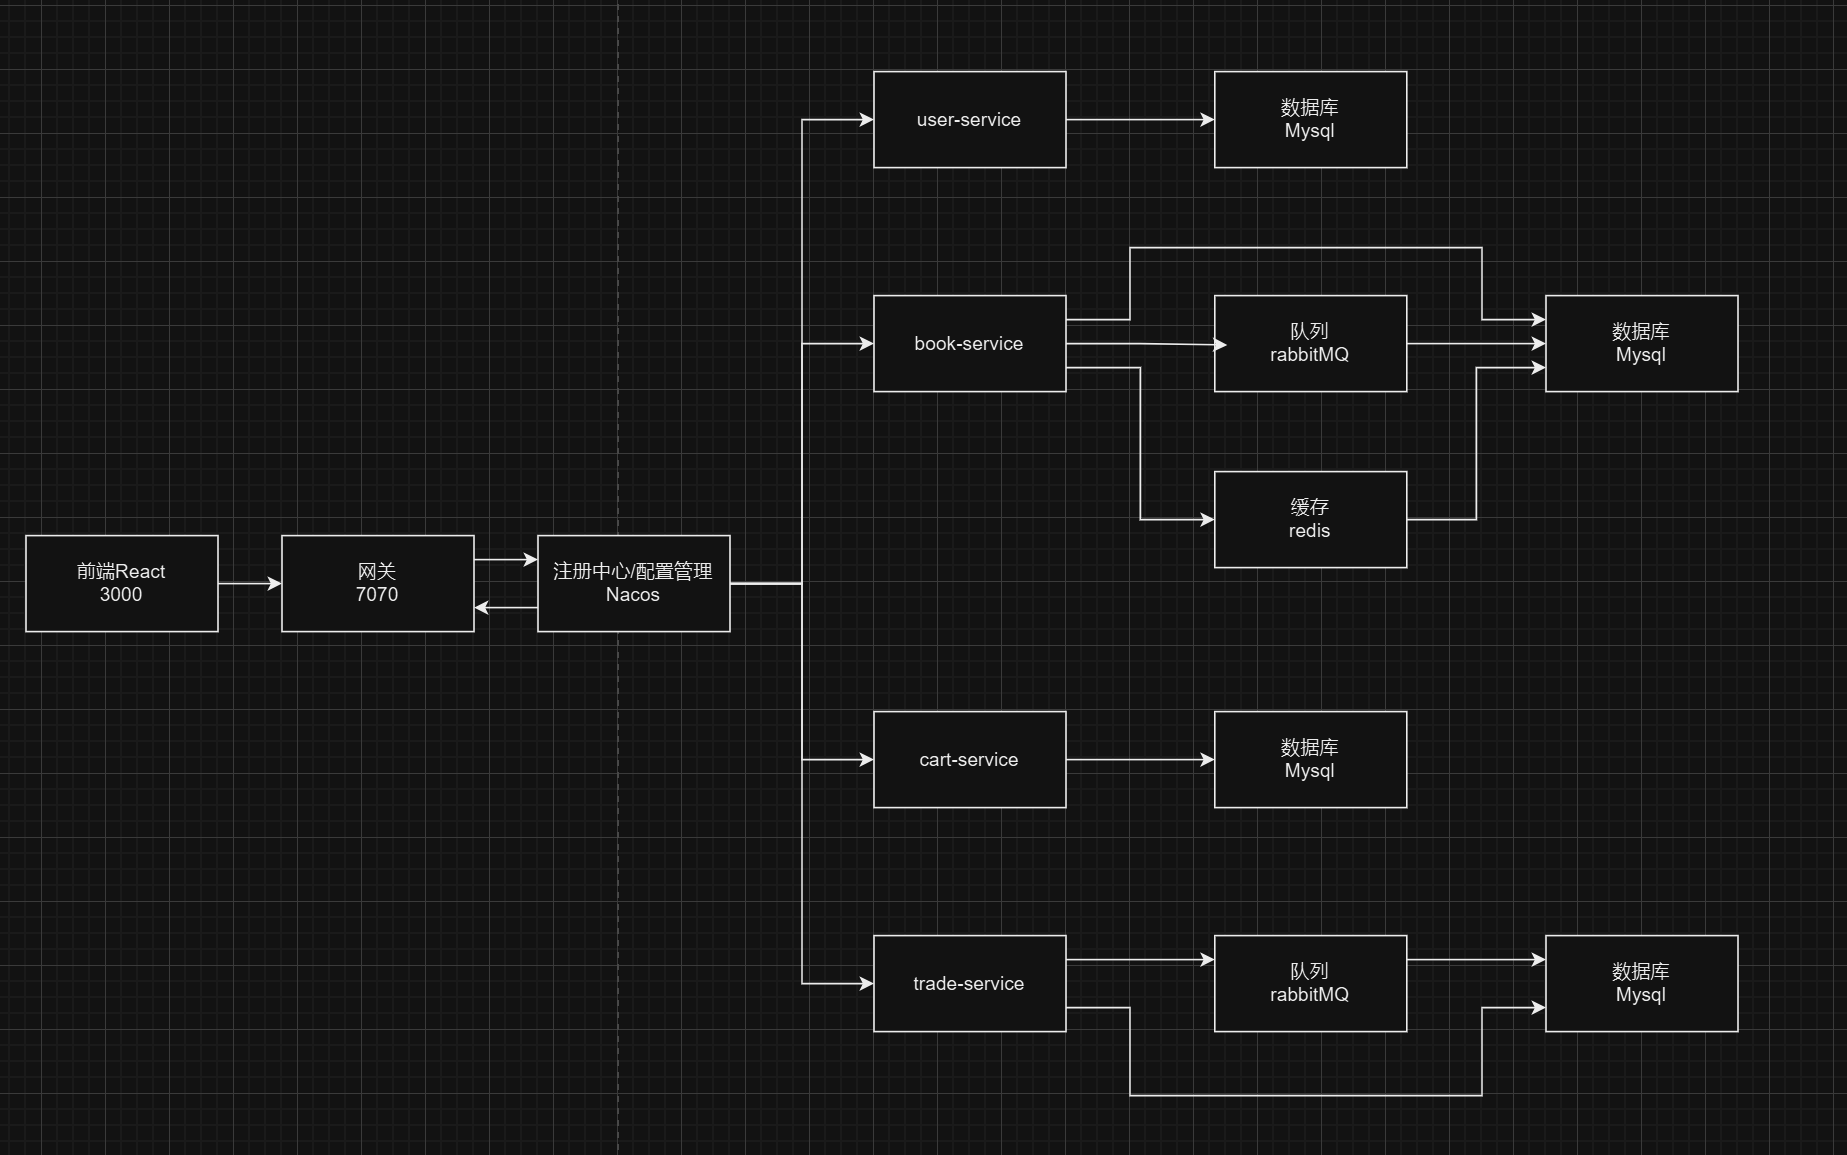 user-service
数据库
Mysql
book-service
队列
rabbitMQ
数据库
Mysql
缓存
redis
前端React
3000
网关
7070
注册中心/配置管理
Nacos
cart-service
数据库
Mysql
trade-service
队列
rabbitMQ
数据库
Mysql